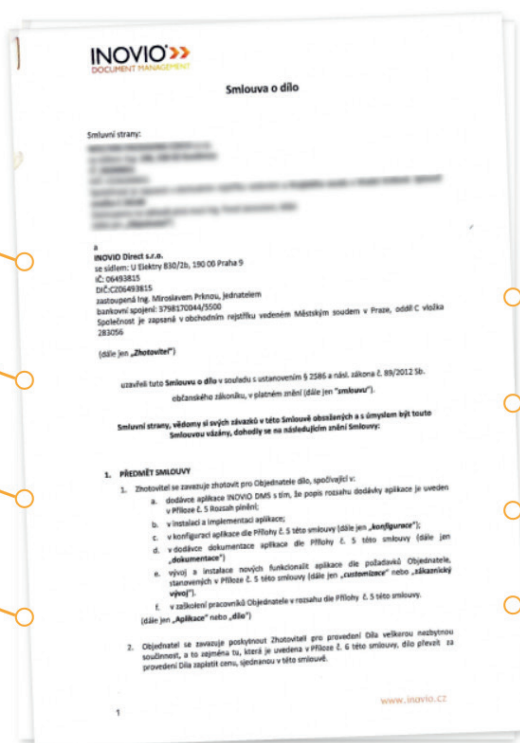 INOVIO
DOCUMENT MANAGEMENT
Smlouva o dílo
Smluvní strany:
a
INOVIO Direct s.r.o.
se sídlem: U Elektry 830/2b, 190 00 Praha 9
IČ: 06493815
DIČ:CZ06493815
zastoupená Ing. Miroslavem Prknou, jednatelem
bankovní spojení: 3798170044/5500
Společnost je zapsaná v obchodním rejstříku vedeném Městským soudem v Praze, oddíl C vložka
283056
(dále jen „Zhotovitel")
uzavřeli tuto Smlouvu o dílo v souladu s ustanovením § 2586 a násl. zákona č. 89/2012 Sb.
občanského zákoníku, v platném znění (dále jen "smlouvu").
Smluvní strany, vědomy si svých závazků v této Smlouvě obsažených a s úmyslem být touto
Smlouvou vázány, dohodly se na následujícím znění Smlouvy:
1. PŘEDMĚT SMLOUVY
1. Zhotovitel se zavazuje zhotovit pro Objednatele dílo, spočívající v:
a. dodávce aplikace INOVIO DMS s tím, že popis rozsahu dodávky aplikace je uveden
v Příloze č. 5 Rozsah plnění;
b. v instalaci a implementaci aplikace;
c. v konfiguraci aplikace dle Přílohy č. 5 této smlouvy (dále jen „konfigurace");
d. v dodávce dokumentace aplikace dle Přílohy č. 5 této smlouvy (dále jen
„dokumentace")
e. vývoj a instalace nových funkcionalit aplikace dle požadavků Objednatele,
stanovených v Příloze č. 5 této smlouvy (dále jen „customizace" nebo „zákaznický
vývoj").
f. v zaškolení pracovníků Objednatele v rozsahu dle Přílohy č. 5 této smlouvy.
(dále jen „Aplikace" nebo „dílo")
2. Objednatel se zavazuje poskytnout Zhotoviteli pro provedení Díla veškerou nezbytnou
součinnost, a to zejména tu, která je uvedena v Příloze č. 6 této smlouvy, dílo převzít za
provedení Díla zaplatit cenu, sjednanou v této smlouvě.
www.inovio.cz
1